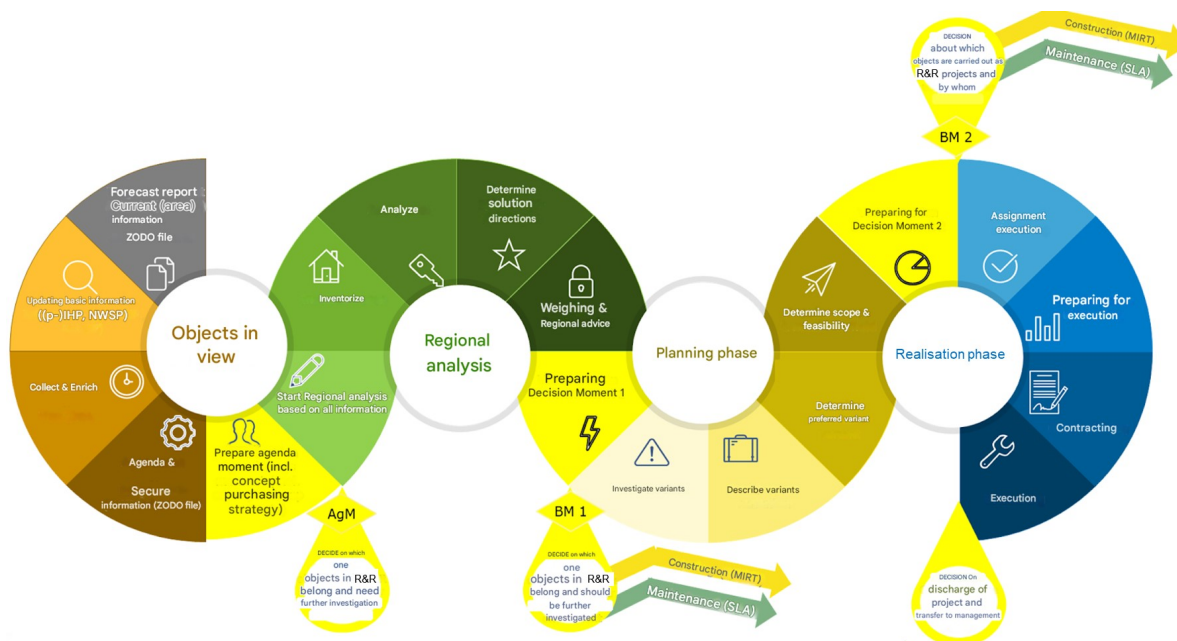 Forecast report
Current (area)
information
ZODO file
Updating basic information
((p-)IHP, NWSP)
Collect & Enrich
Agenda &
Secure
information (ZODO file)
Prepare agenda
moment (incl.
concept
purchasing
strategy)
Objects in
view
AgM
DECIDE on which
one
objects in R&R
belong and need
further investigation
Start Regional analysis
based on all information
Inventorize
Analyze
Determine
solution
directions
Weighing &
Regional advice
Regional
analysis
Preparing
Decision Moment 1
BM 1
DECIDE on which
one
objects in R&R
belong and should
be further
investigated
Construction (MIRT)
Maintenance (SLA)
Planning phase
Investigate variants
Describe variants
Determine
preferred variant
Determine scope &
feasibility
Preparing for
Decision Moment 2
BM 2
DECISION
about which
objects are carried out as
R&R projects and
by whom
Construction (MIRT)
Maintenance (SLA)
Realisation phase
Assignment
execution
Preparing for
execution
Contracting
Execution
DECISION On
discharge of
project and
transfer to management